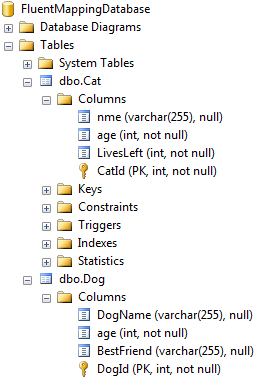 FluentMappingDatabase
Database Diagrams
Tables
System Tables
dbo.Cat
Columns
nme (varchar(255), null)
age (int, not null)
LivesLeft (int, not null)
CatId (PK, int, not null)
Keys
Constraints
Triggers
Indexes
Statistics
dbo.Dog
Columns
DogName (varchar(255), null)
age (int, not null)
BestFriend (varchar(255), null)
DogId (PK, int, not null)